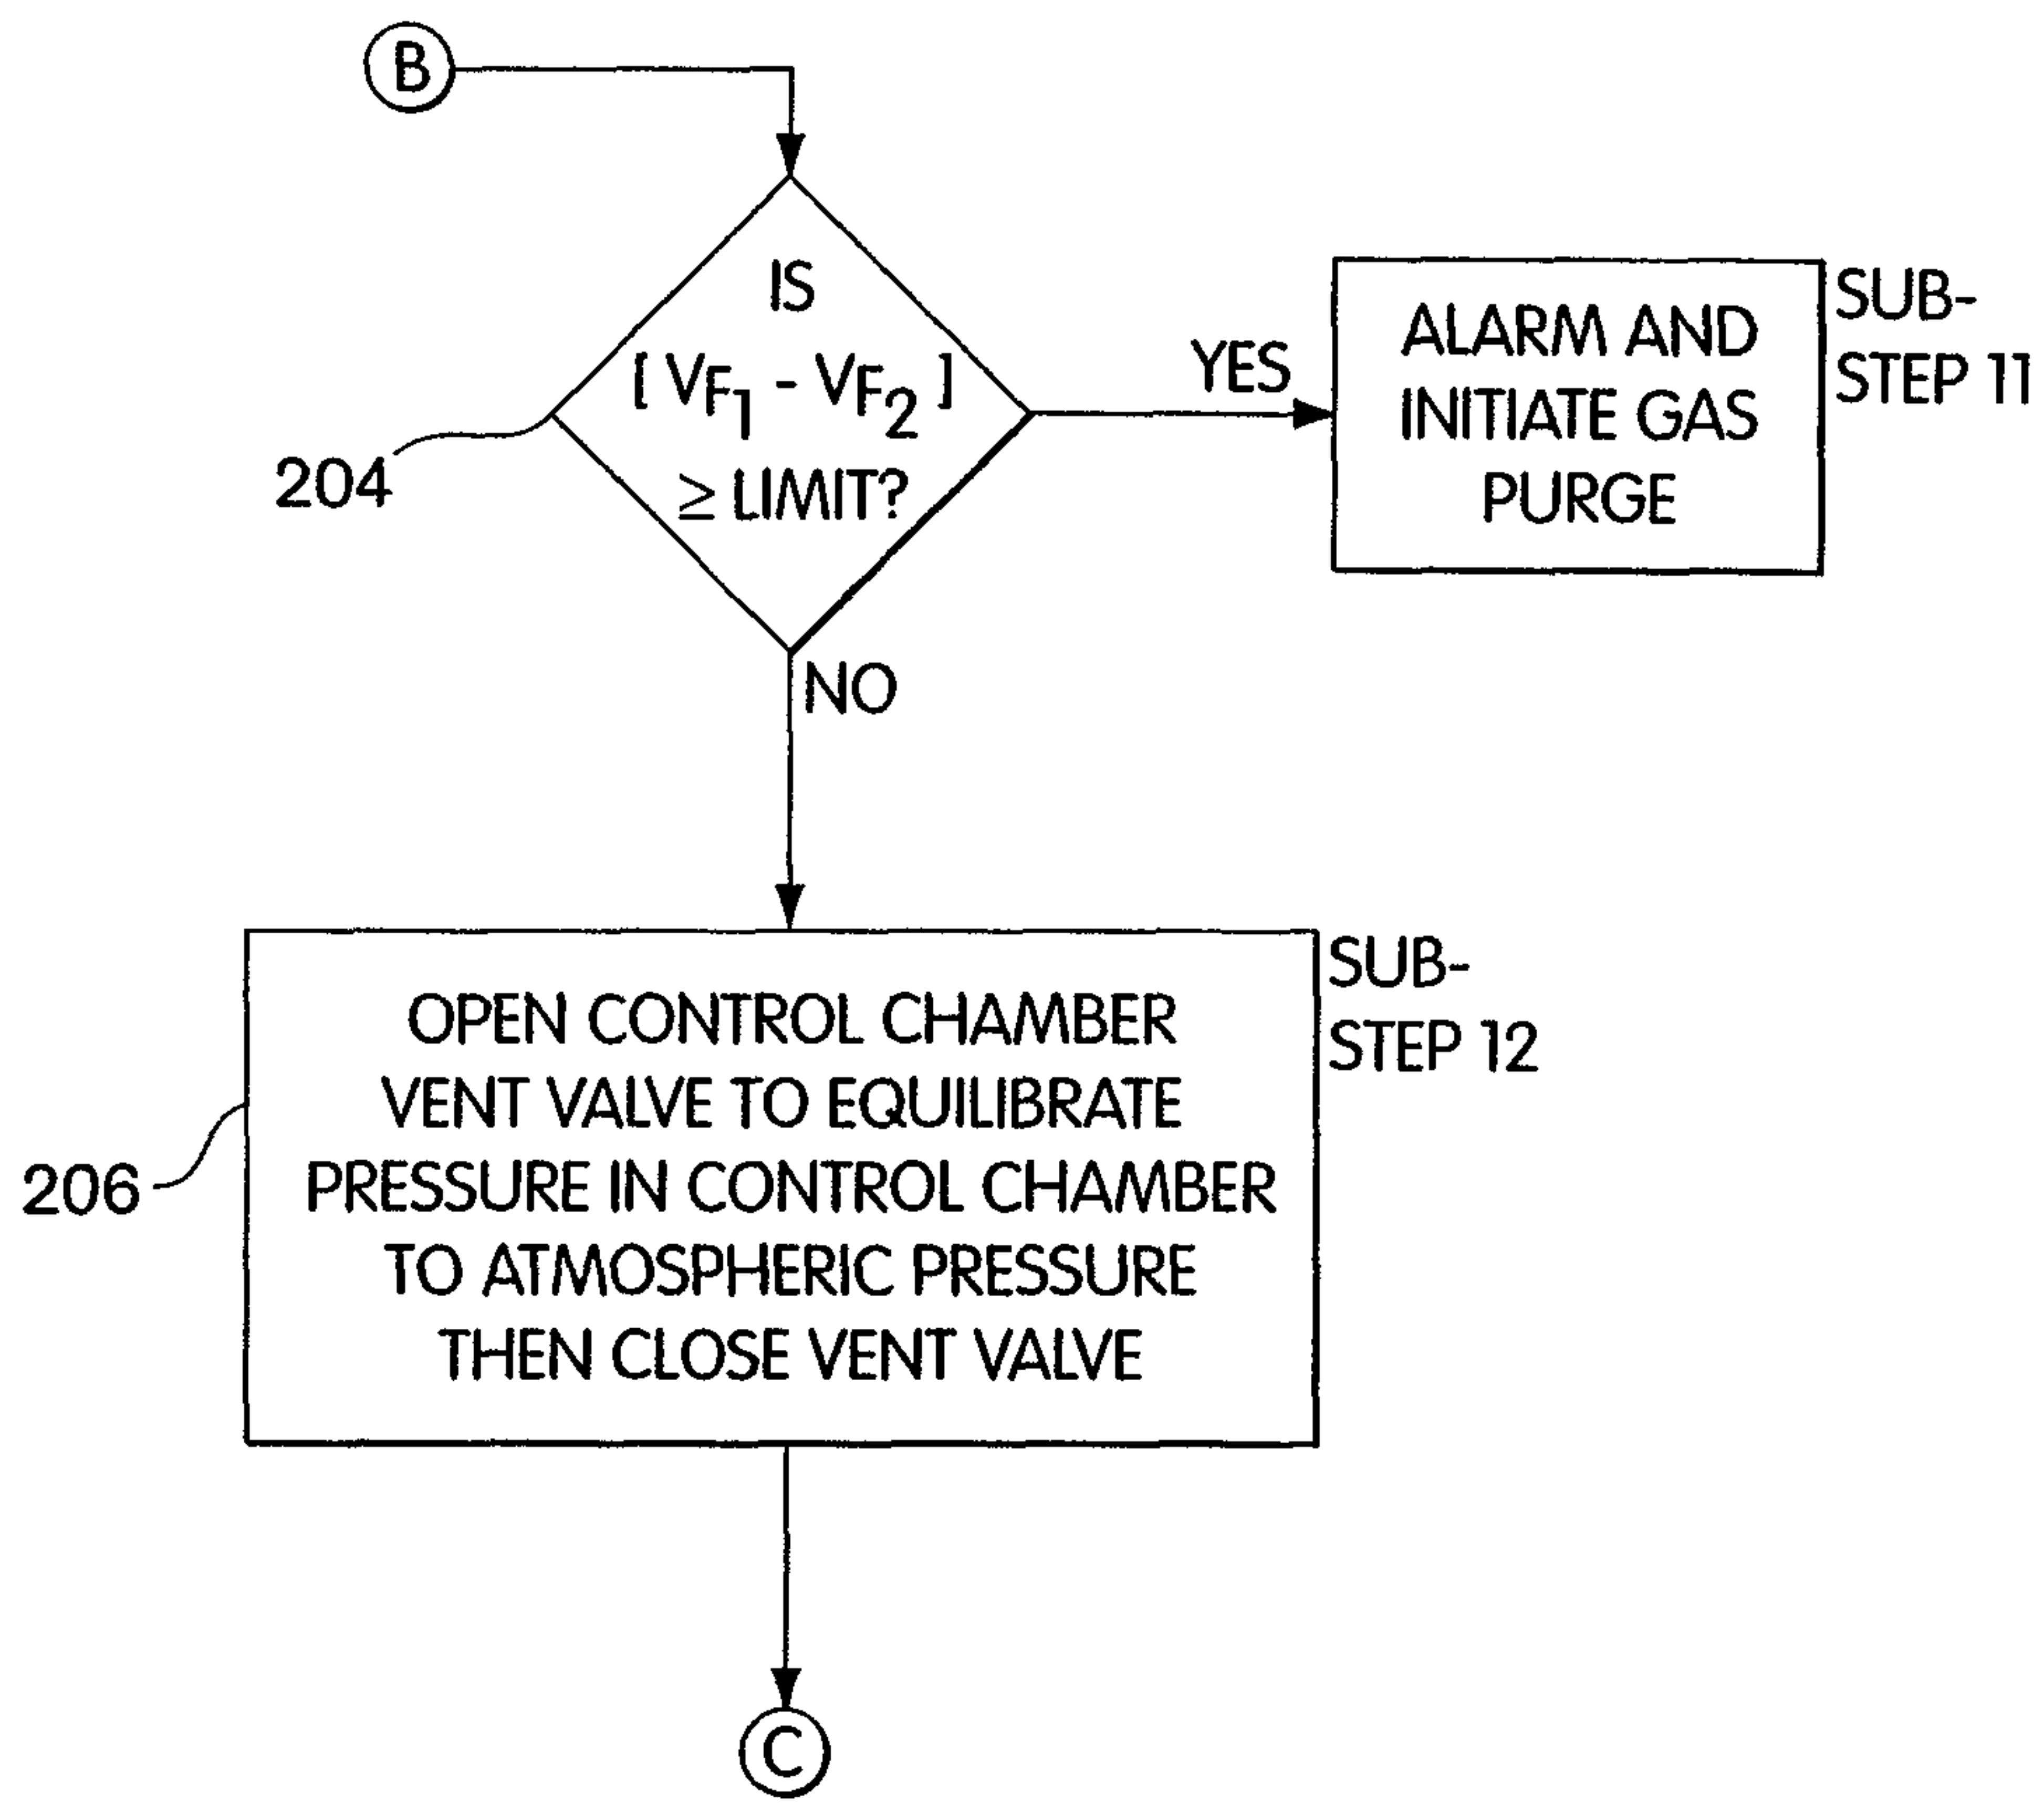 B
IS
[ VF1 - VF2 ]
≥ LIMIT?
204
YES
ALARM AND
INITIATE GAS
PURGE
SUB-
STEP 11
NO
OPEN CONTROL CHAMBER
VENT VALVE TO EQUILIBRATE
PRESSURE IN CONTROL CHAMBER
TO ATMOSPHERIC PRESSURE
THEN CLOSE VENT VALVE
SUB-
STEP 12
206
C